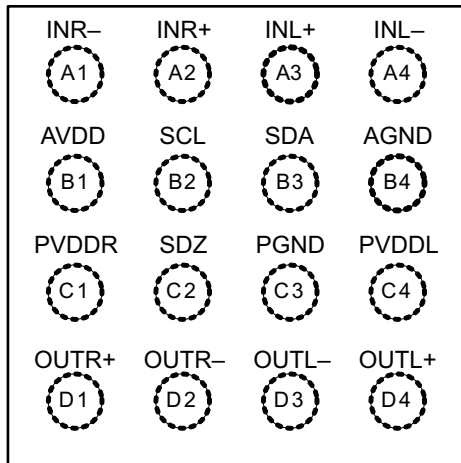 INR– INR+ INL+ INL–
A1 A2 A3 A4
AVDD SCL SDA AGND
B1 B2 B3 B4
PVDDR SDZ PGND PVDDL
C1 C2 C3 C4
OUTR+ OUTR– OUTL– OUTL+
D1 D2 D3 D4